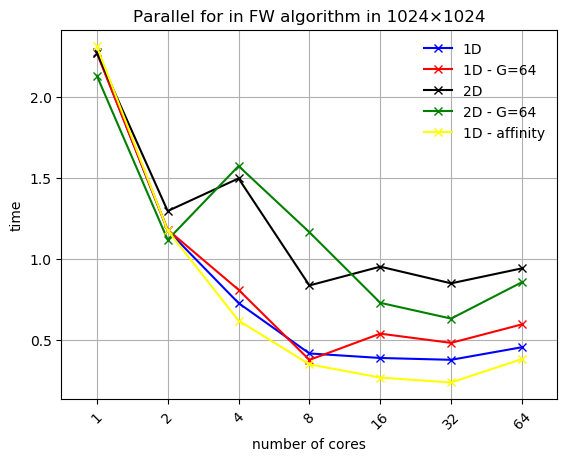 Parallel for in FW algorithm in 1024×1024
1D
1D - G=64
2D
2D - G=64
1D - affinity
2.0
1.5
1.0
0.5
time
1
2
4
8
16
32
64
number of cores